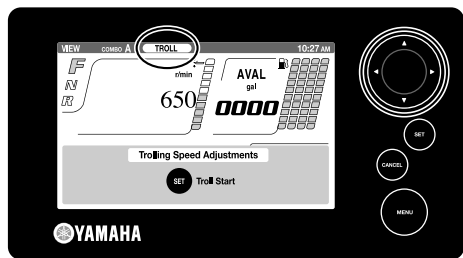 VIEW COMBO A TROLL 10:27 AM
F
N
R
r/min
650
AVAL
gal
0000
Trolling Speed Adjustments
SET Troll Start
SET
CANCEL
MENU
YAMAHA